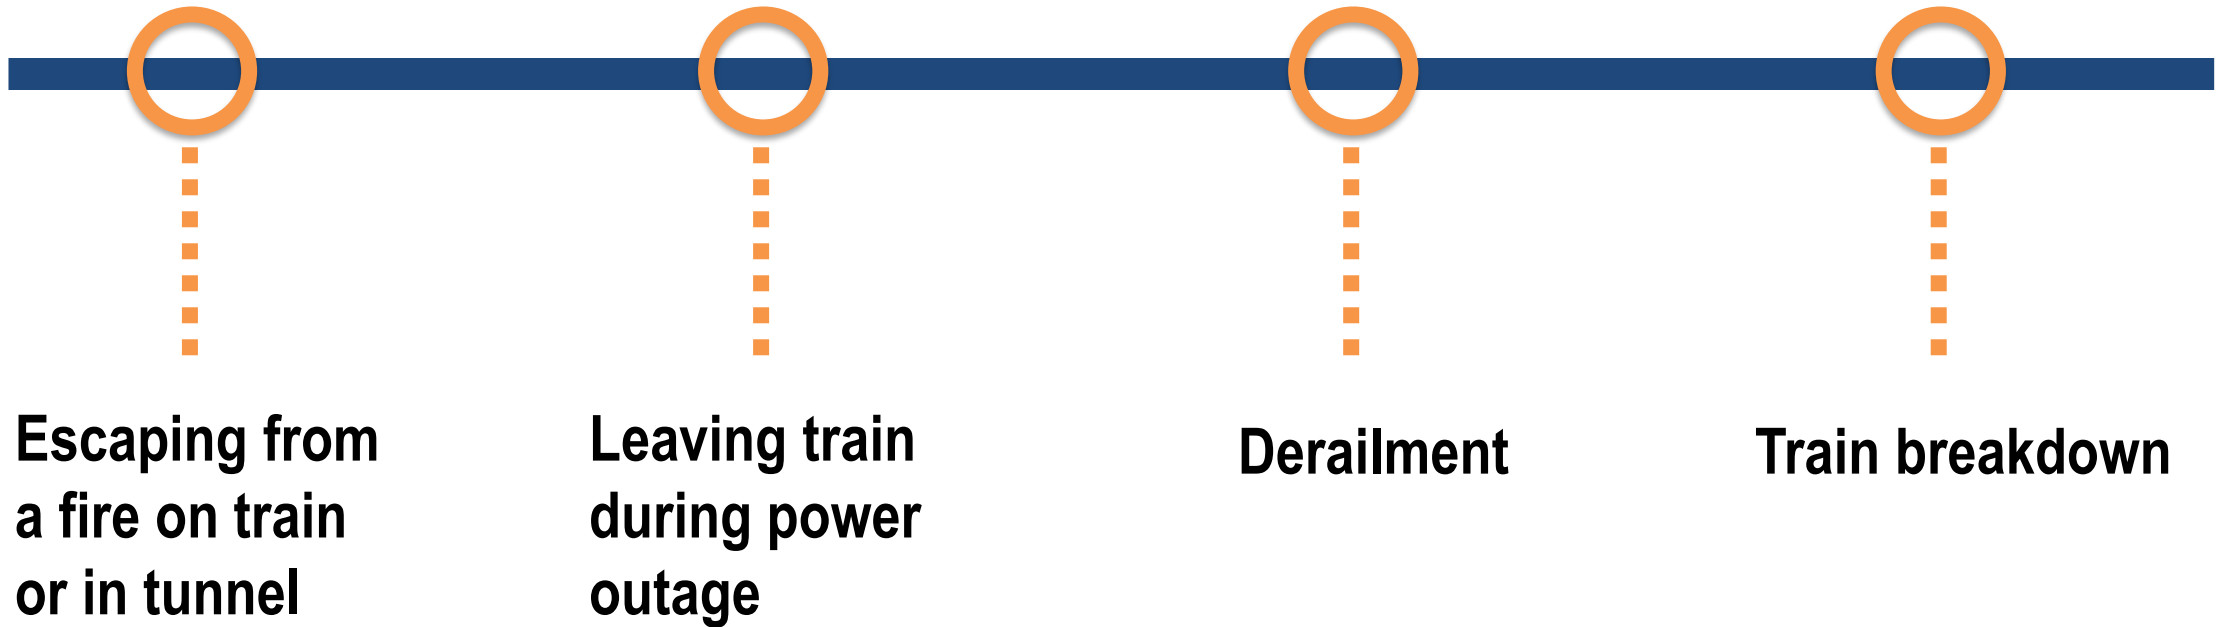 Escaping from
a fire on train
or in tunnel
Leaving train
during power
outage
Derailment
Train breakdown